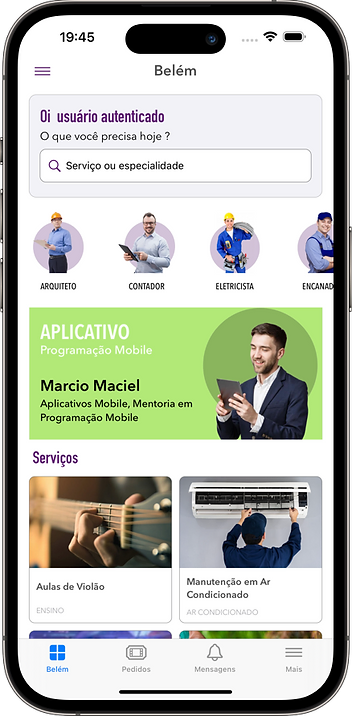 19:45
Belém
Oi usuário autenticado
O que você precisa hoje ?
Serviço ou especialidade
ARQUITETO
CONTADOR
ELETRICISTA
ENCANAD
APLICATIVO
Programação Mobile
Marcio Maciel
Aplicativos Mobile, Mentoria em
Programação Mobile
Serviços
Aulas de Violão
ENSINO
Manutenção em Ar
Condicionado
AR CONDICIONADO
Belém
Pedidos
Mensagens
Mais